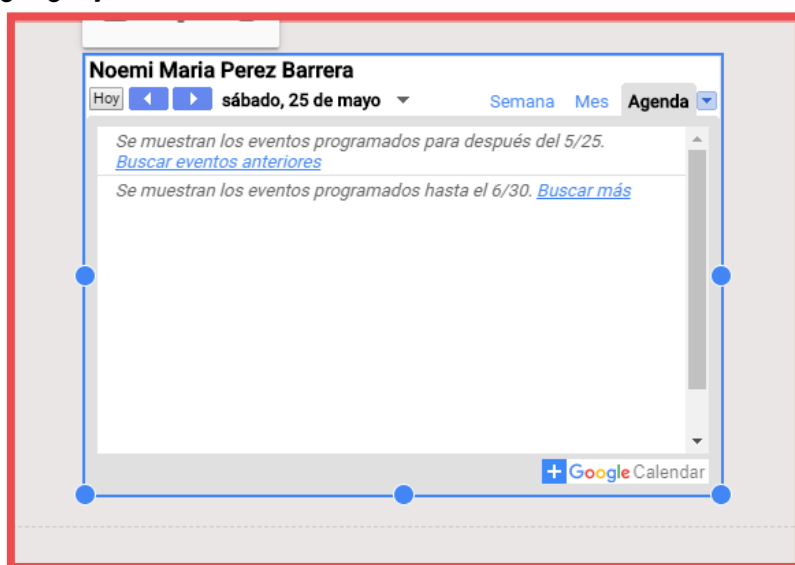 Noemi Maria Perez Barrera
Hoy sábado, 25 de mayo Semana Mes Agenda
Se muestran los eventos programados para después del 5/25.
Buscar eventos anteriores
Se muestran los eventos programados hasta el 6/30. Buscar más
Google Calendar